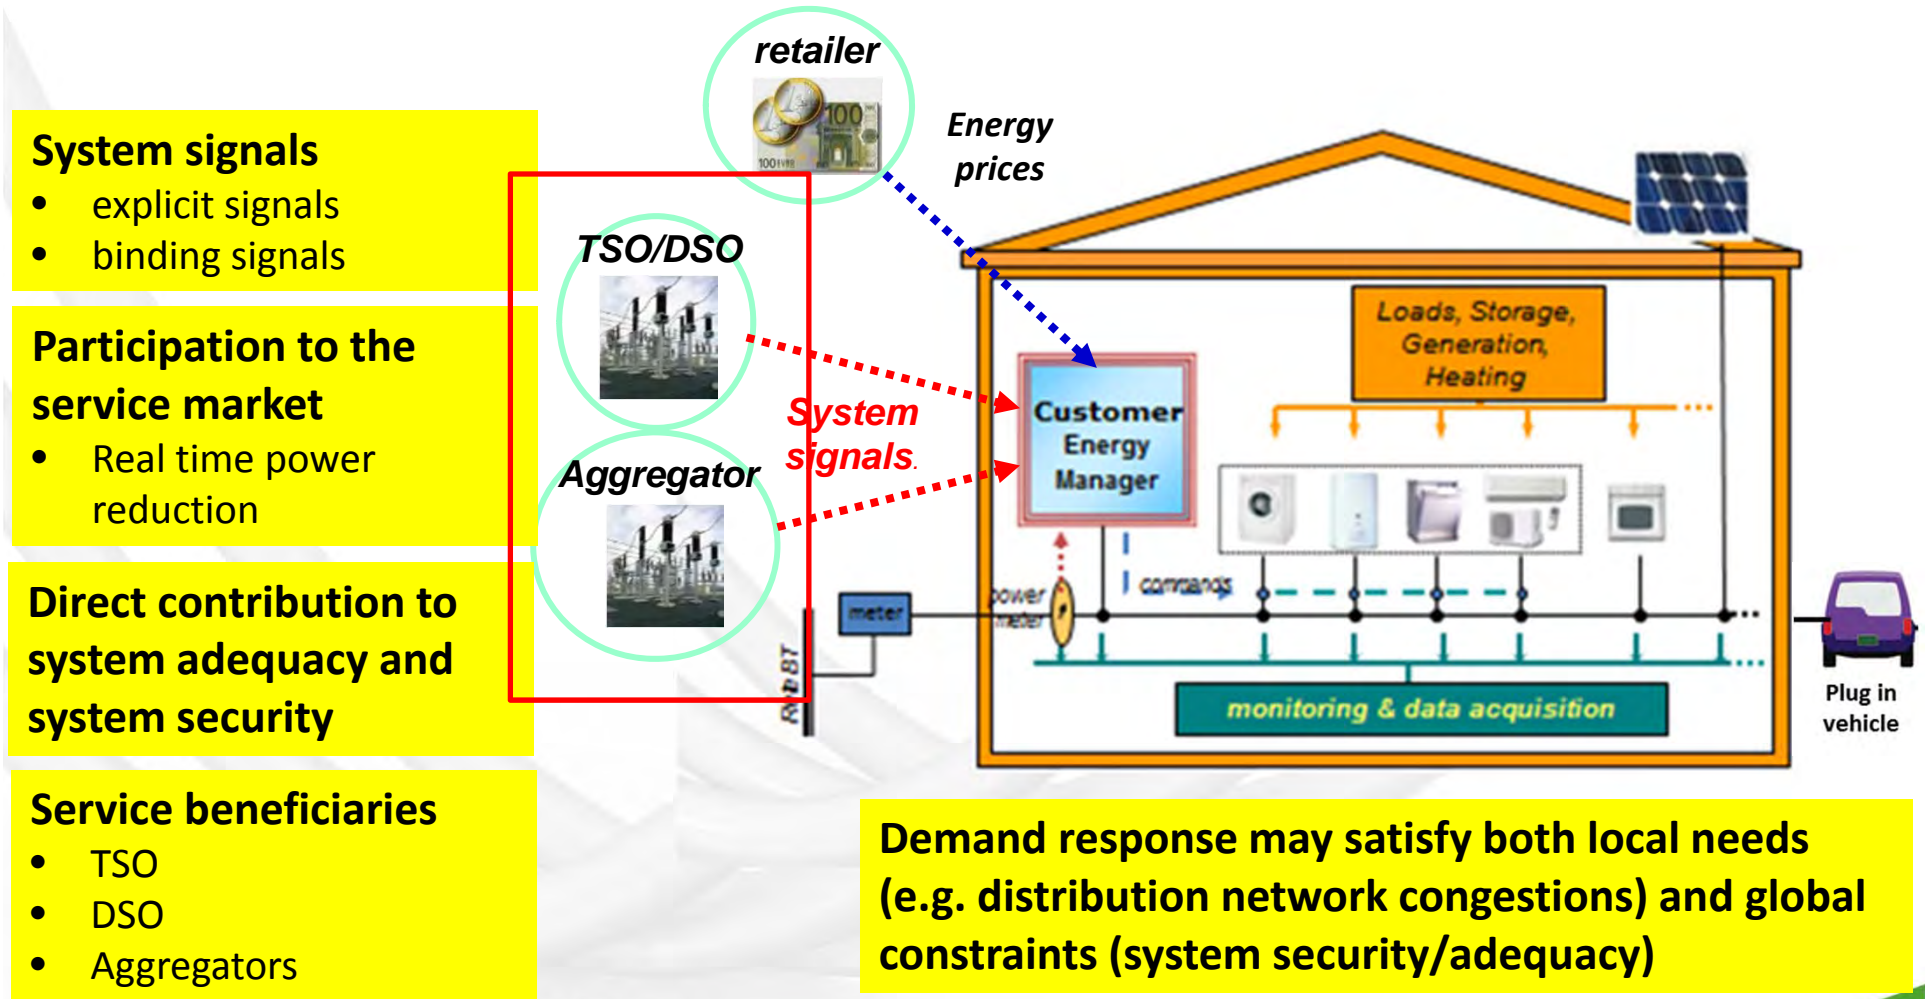 System signals
• explicit signals
• binding signals
Participation to the
service market
• Real time power
reduction
Direct contribution to
system adequacy and
system security
Service beneficiaries
• TSO
• DSO
• Aggregators
retailer
100
100
Energy
prices
TSO/DSO
System
signals.
Aggregator
Loads, Storage,
Generation,
Heating
Customer
Energy
Manager
commands
power
meter
meter
BT
monitoring & data acquisition
Plug in
vehicle
Demand response may satisfy both local needs
(e.g. distribution network congestions) and global
constraints (system security/adequacy)